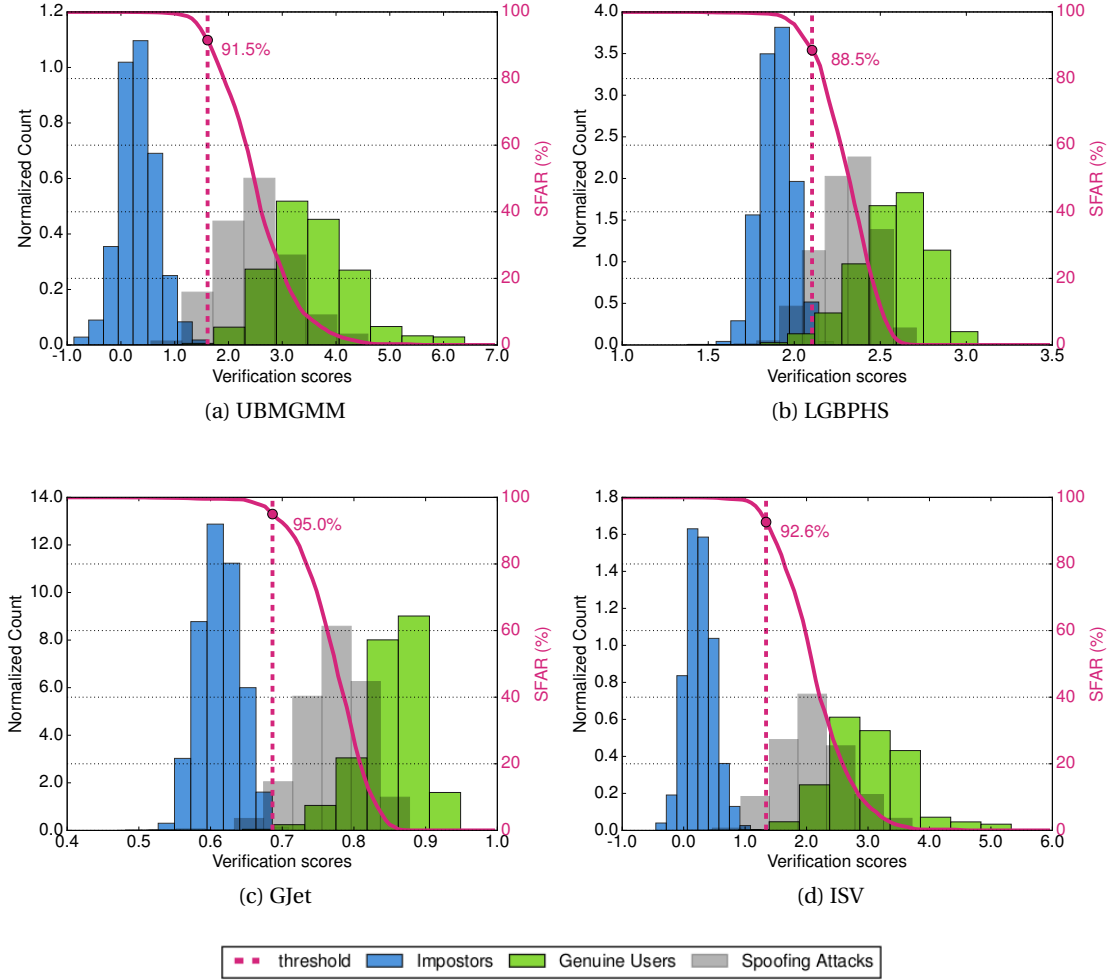 1.2
1.0
0.8
0.6
0.4
0.2
0.0
-1.0 0.0 1.0 2.0 3.0 4.0 5.0 6.0 7.0
Normalized Count
Verification scores
91.5%
100
80
60
40
20
0
SFAR (%)
(a) UBMGMM
4.0
3.5
3.0
2.5
2.0
1.5
1.0
0.5
0.0
1.0 1.5 2.0 2.5 3.0 3.5
Normalized Count
Verification scores
88.5%
100
80
60
40
20
0
SFAR (%)
(b) LGBPHS
14.0
12.0
10.0
8.0
6.0
4.0
2.0
0.0
0.4 0.5 0.6 0.7 0.8 0.9 1.0
Normalized Count
Verification scores
95.0%
100
80
60
40
20
0
SFAR (%)
(c) GJet
1.8
1.6
1.4
1.2
1.0
0.8
0.6
0.4
0.2
0.0
-1.0 0.0 1.0 2.0 3.0 4.0 5.0 6.0
Normalized Count
Verification scores
92.6%
100
80
60
40
20
0
SFAR (%)
(d) ISV
threshold Impostors Genuine Users Spoofing Attacks